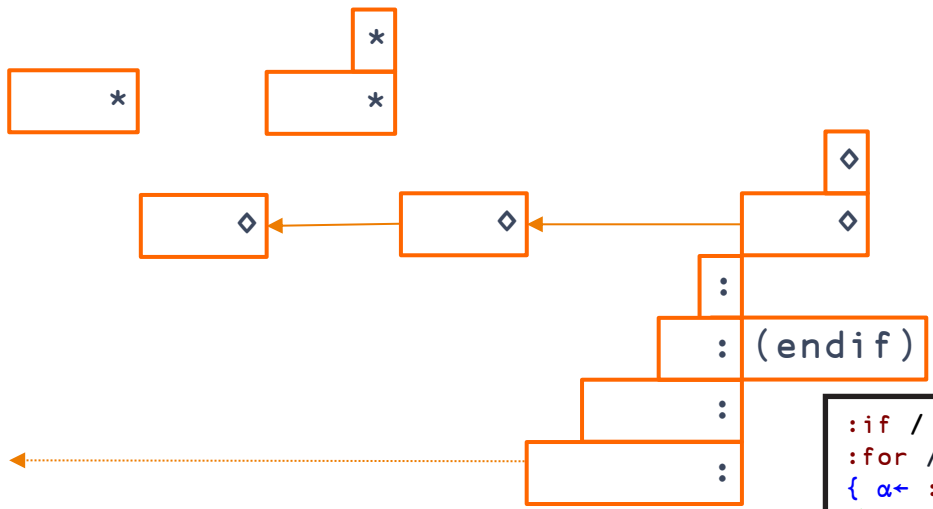 *
* *
◇
◇ ◇ ◇
:
: (endif)
:
:
:if /
:for /
{ α← :